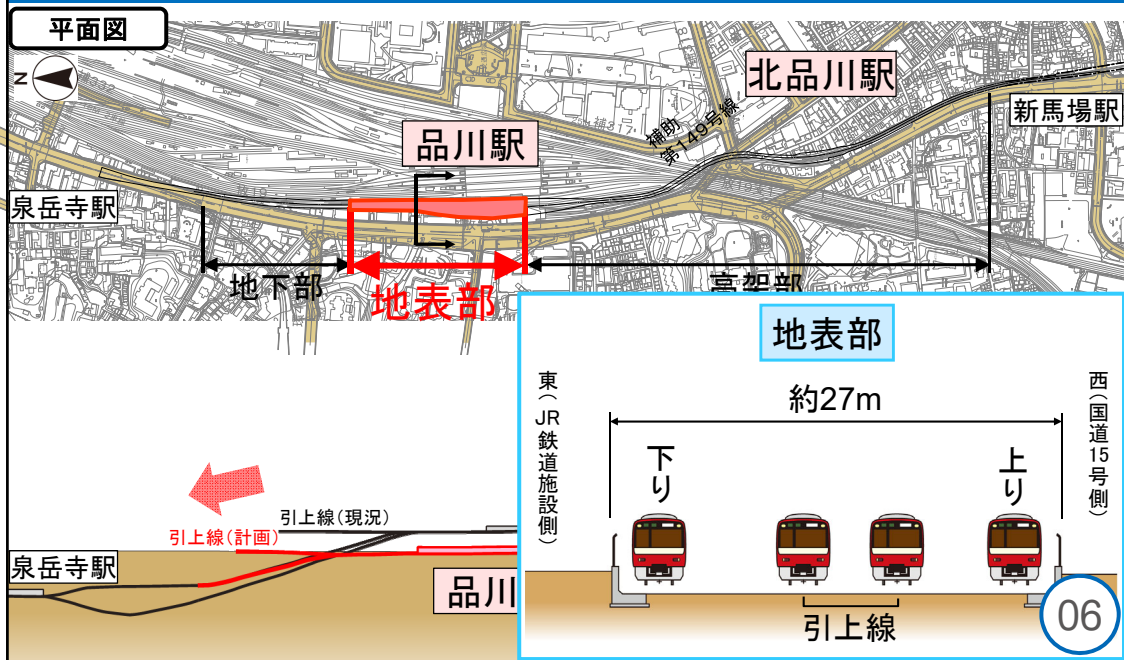 平面図
N
北品川駅
新馬場駅
補助
第149号線
補317
品川駅
泉岳寺駅
地下部
地表部
高架部
地表部
約27m
東(JR鉄道施設側)
西(国道15号側)
下り
上り
引上線
引上線(現況)
引上線(計画)
泉岳寺駅
品川
06